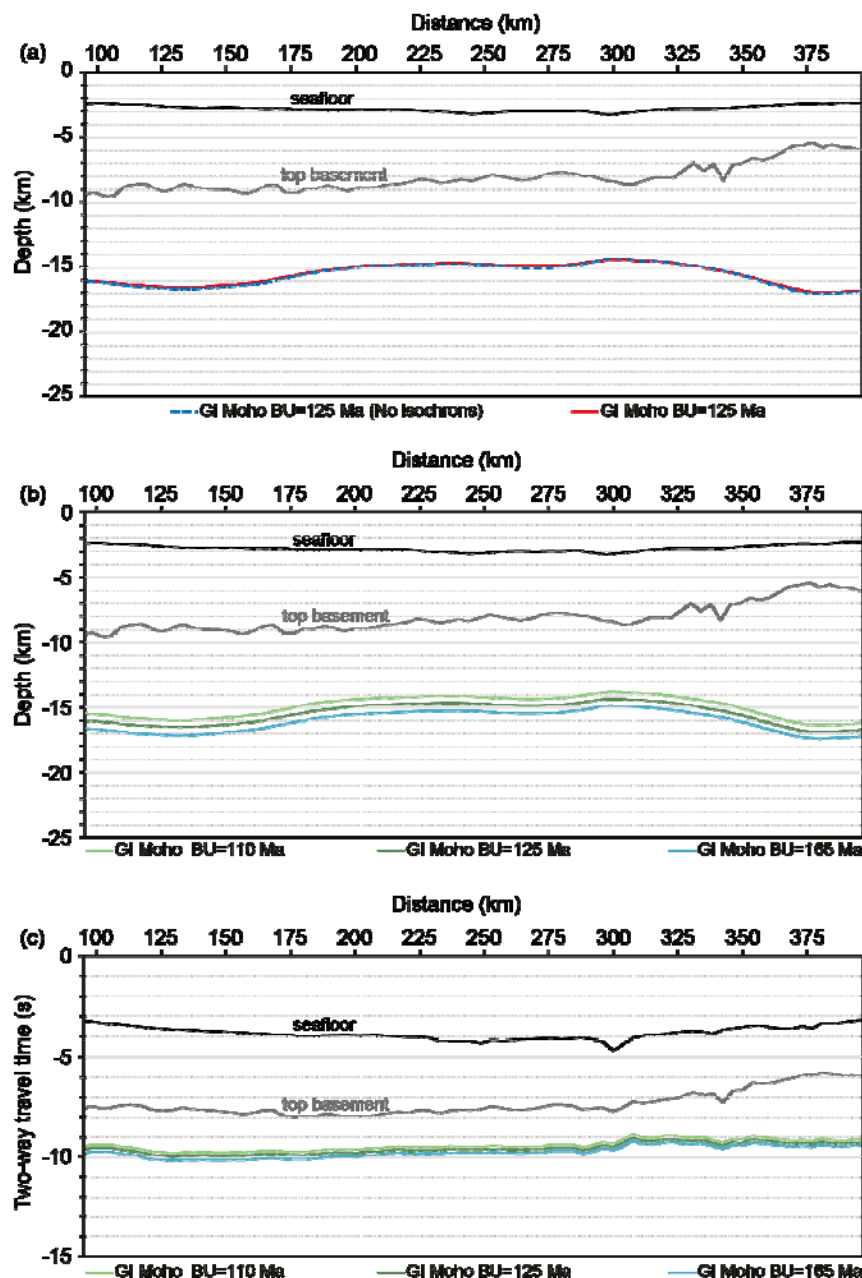 Distance (km)
100 125 150 175 200 225 250 275 300 325 350 375
(a)
0
-5
-10
-15
-20
-25
Depth (km)
seafloor
top basement
GI Moho BU=125 Ma (No Isochrons) GI Moho BU=125 Ma
Distance (km)
100 125 150 175 200 225 250 275 300 325 350 375
(b)
0
-5
-10
-15
-20
-25
Depth (km)
seafloor
top basement
GI Moho BU=110 Ma GI Moho BU=125 Ma GI Moho BU=165 Ma
Distance (km)
100 125 150 175 200 225 250 275 300 325 350 375
(c)
0
-5
-10
-15
Two-way travel time (s)
seafloor
top basement
GI Moho BU=110 Ma GI Moho BU=125 Ma GI Moho BU=165 Ma